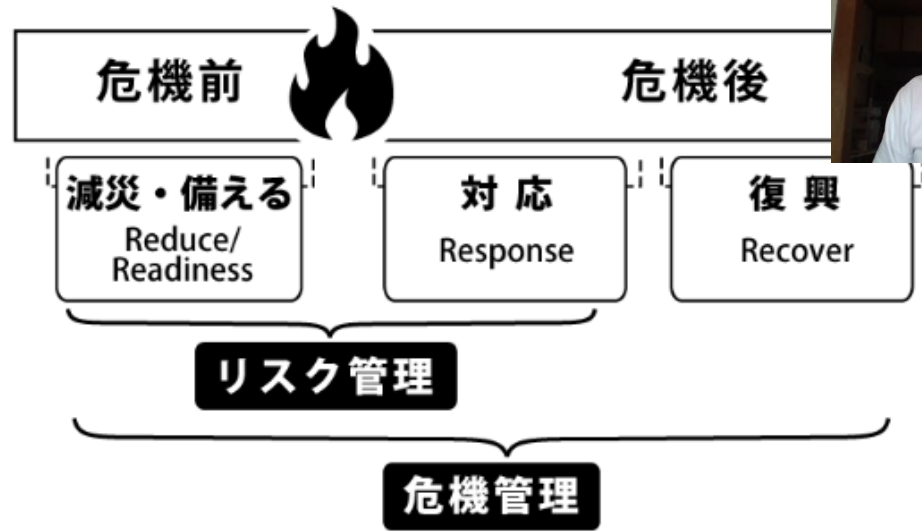 危機前
危機後
減災・備える
Reduce/
Readiness
対応
Response
復興
Recover
リスク管理
危機管理